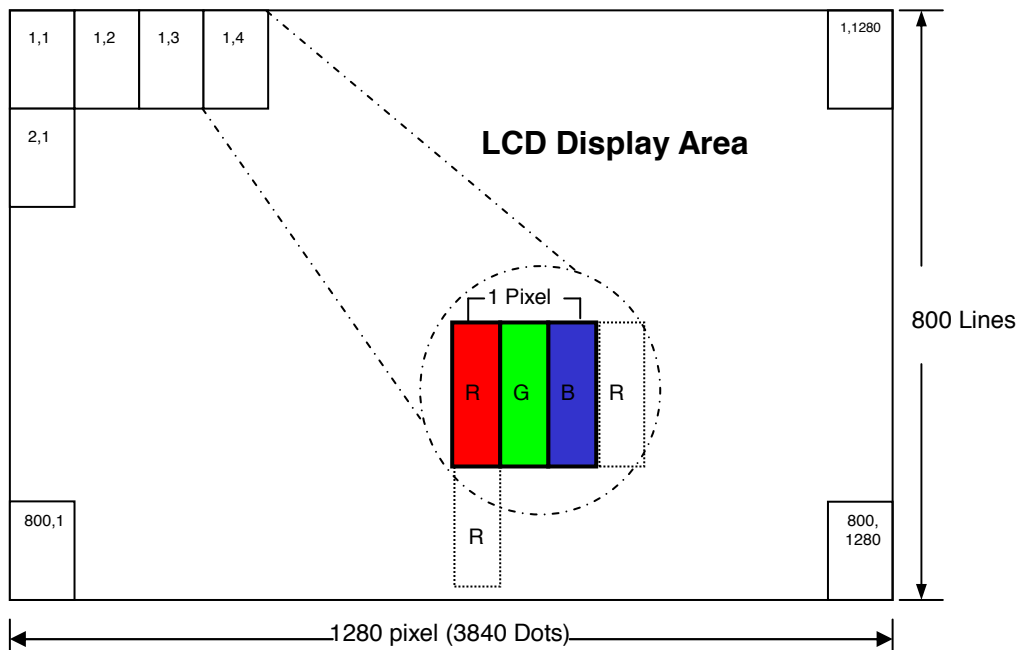 1,1 1,2 1,3 1,4 1,1280
2,1
LCD Display Area
1 Pixel
800 Lines
R G B R
R
800,1
800,
1280
1280 pixel (3840 Dots)